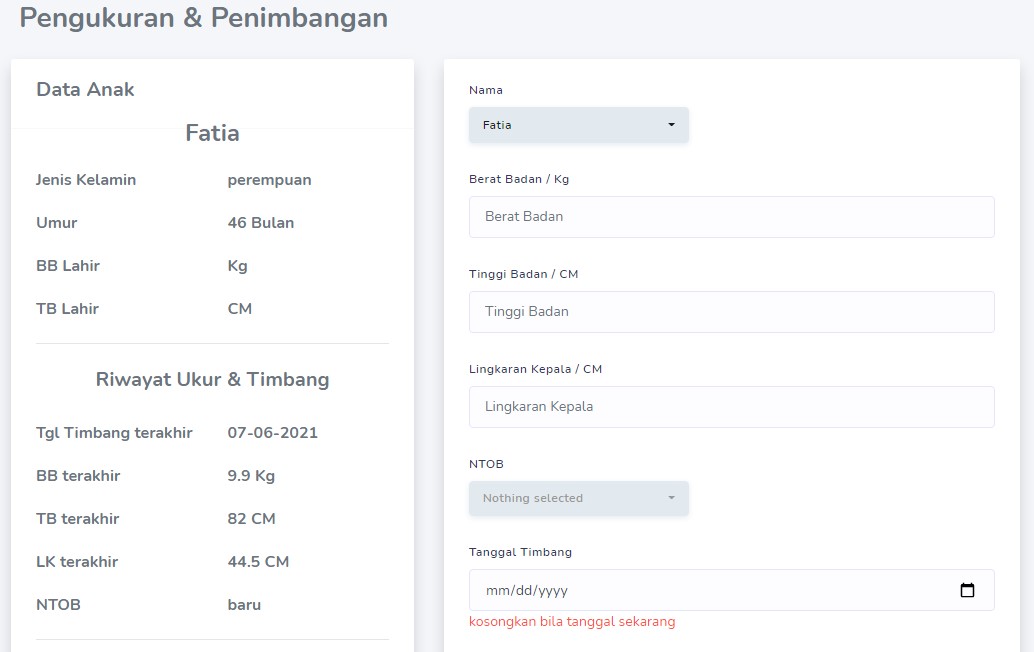 Pengukuran & Penimbangan
Data Anak
Fatia
Jenis Kelamin perempuan
Umur 46 Bulan
BB Lahir Kg
TB Lahir CM
Riwayat Ukur & Timbang
Tgl Timbang terakhir 07-06-2021
BB terakhir 9.9 Kg
TB terakhir 82 CM
LK terakhir 44.5 CM
NTOB baru
Nama
Fatia
Berat Badan / Kg
Berat Badan
Tinggi Badan / CM
Tinggi Badan
Lingkaran Kepala / CM
Lingkaran Kepala
NTOB
Nothing selected
Tanggal Timbang
mm/dd/yyyy
kosongkan bila tanggal sekarang